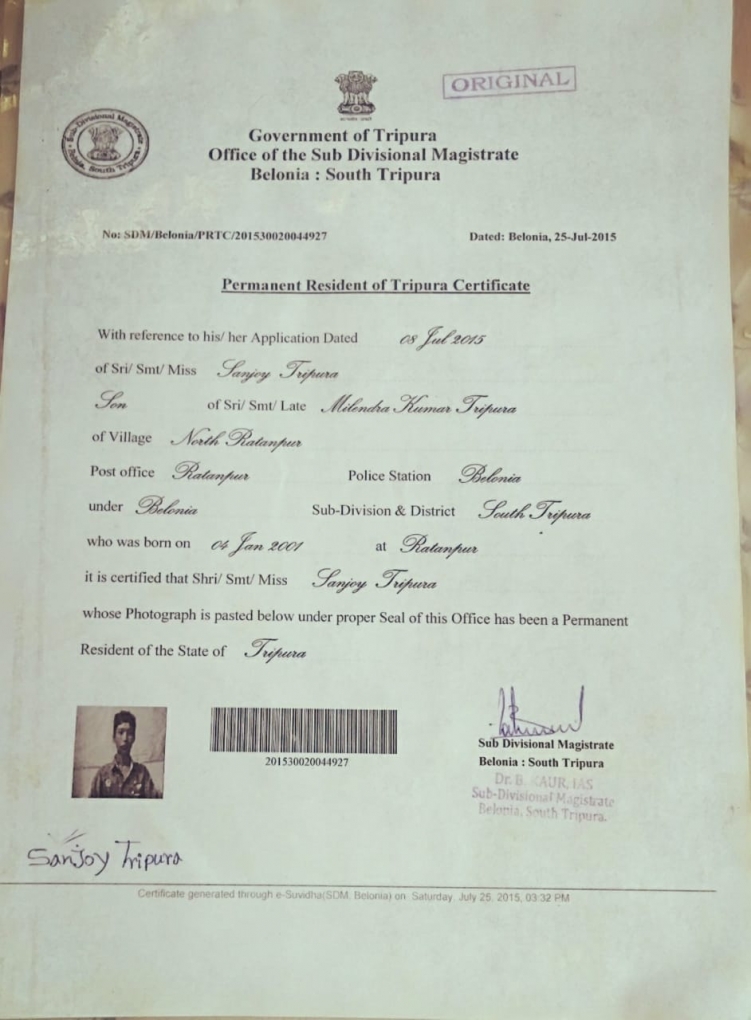 ORIGINAL
Sub-Divisional Magistrate
South Tripura
Government of Tripura
Office of the Sub Divisional Magistrate
Belonia : South Tripura
No: SDM/Belonia/PRTC/201530020044927 Dated: Belonia, 25-Jul-2015
Permanent Resident of Tripura Certificate
With reference to his/ her Application Dated 08 Jul 2015
of Sri/ Smt/ Miss Sanjoy Tripura
Son of Sri/ Smt/ Late Milendra Kumar Tripura
of Village North Ratanpur
Post office Ratanpur Police Station Belonia
under Belonia Sub-Division & District South Tripura
who was born on 04 Jan 2001 at Ratanpur
it is certified that Shri/ Smt/ Miss Sanjoy Tripura
whose Photograph is pasted below under proper Seal of this Office has been a Permanent
Resident of the State of Tripura
201530020044927
Sub Divisional Magistrate
Belonia : South Tripura
Dr. B. KAUR, IAS
Sub-Divisional Magistrate
Belonia, South Tripura.
Sanjoy Tripura
Certificate generated through e-Suvidha(SDM, Belonia) on Saturday, July 25, 2015, 03:32 PM